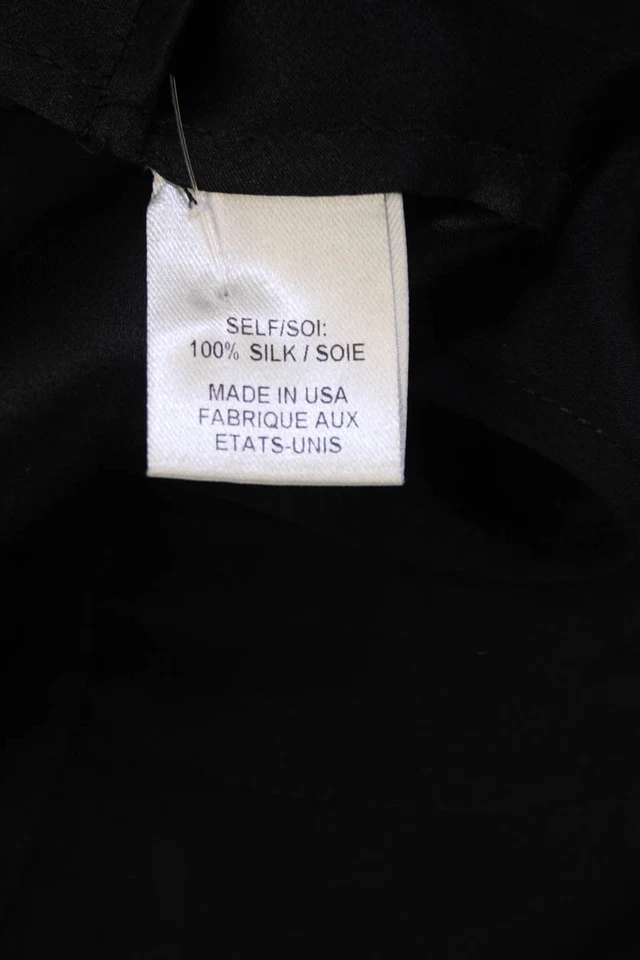 SELF/SOI:
100% SILK / SOIE
MADE IN USA
FABRIQUE AUX
ETATS-UNIS